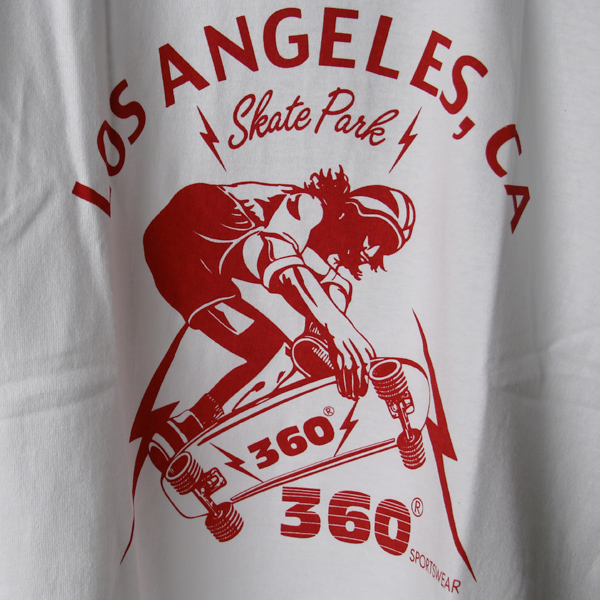 LOS ANGELES, CA
Skate Park
360®
360®
SPORTSWEAR